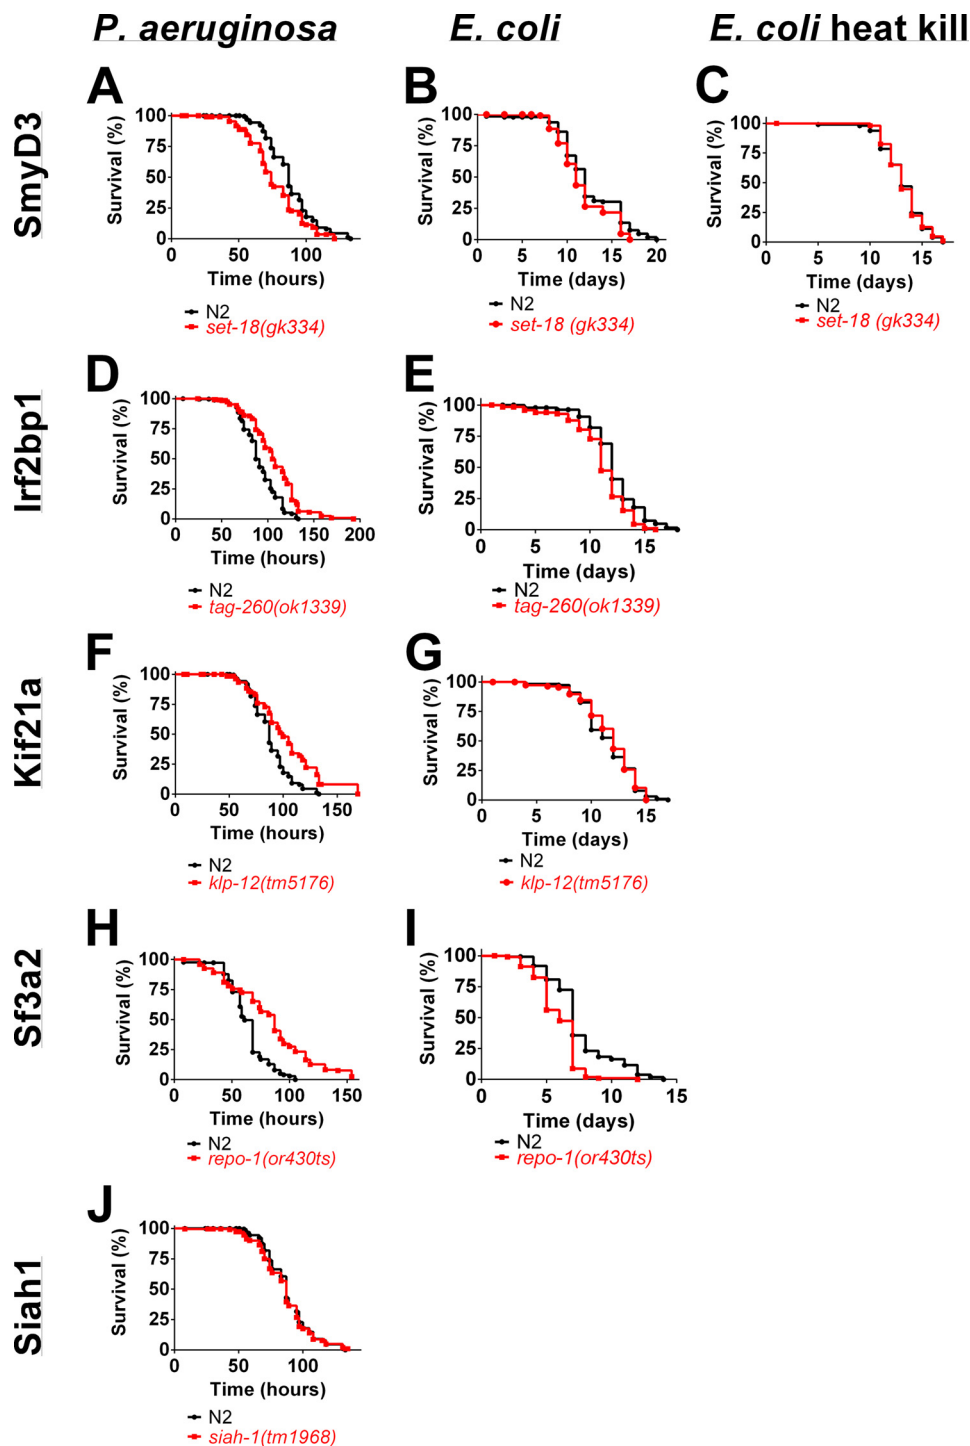 P. aeruginosa E. coli E. coli heat kill
SmyD3
A
Survival (%)
100
75
50
25
0
0 50 100
Time (hours)
N2
set-18(gk334)
B
Survival (%)
100
75
50
25
0
0 5 10 15 20
Time (days)
N2
set-18 (gk334)
C
Survival (%)
100
75
50
25
0
0 5 10 15
Time (days)
N2
set-18 (gk334)
Irf2bp1
D
Survival (%)
100
75
50
25
0
0 50 100 150 200
Time (hours)
N2
tag-260(ok1339)
E
Survival (%)
100
75
50
25
0
0 5 10 15
Time (days)
N2
tag-260(ok1339)
Kif21a
F
Survival (%)
100
75
50
25
0
0 50 100 150
Time (hours)
N2
klp-12(tm5176)
G
Survival (%)
100
75
50
25
0
0 5 10 15
Time (days)
N2
klp-12(tm5176)
Sf3a2
H
Survival (%)
100
75
50
25
0
0 50 100 150
Time (hours)
N2
repo-1(or430ts)
I
Survival (%)
100
75
50
25
0
0 5 10 15
Time (days)
N2
repo-1(or430ts)
Siah1
J
Survival (%)
100
75
50
25
0
0 50 100
Time (hours)
N2
siah-1(tm1968)